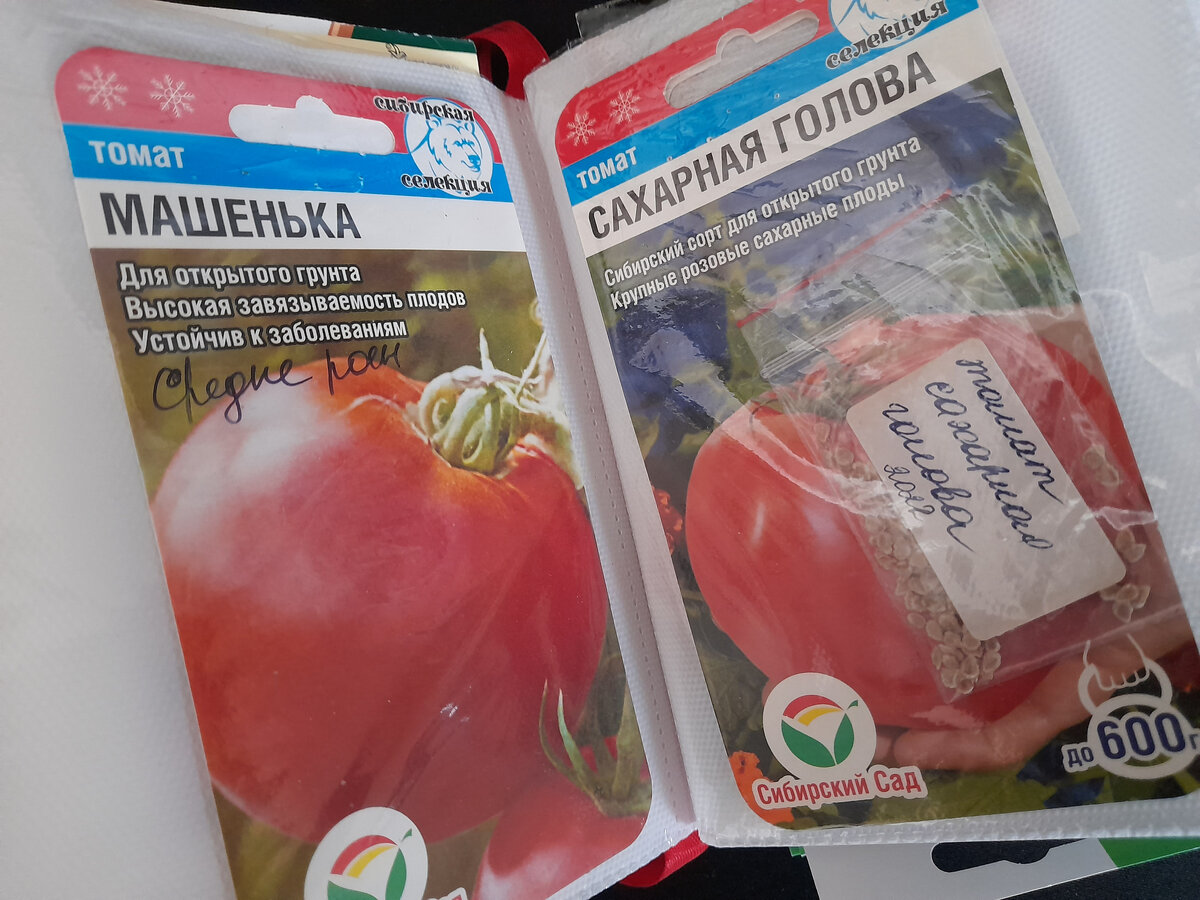 сибирская
селекция
томат
МАШЕНЬКА
Для открытого грунта
Высокая завязываемость плодов
Устойчив к заболеваниям
Средне ран
селекция
томат
САХАРНАЯ ГОЛОВА
Сибирский сорт для открытого грунта
Крупные розовые сахарные плоды
томат
сахарная
голова
2022
до 600 г
Сибирский Сад